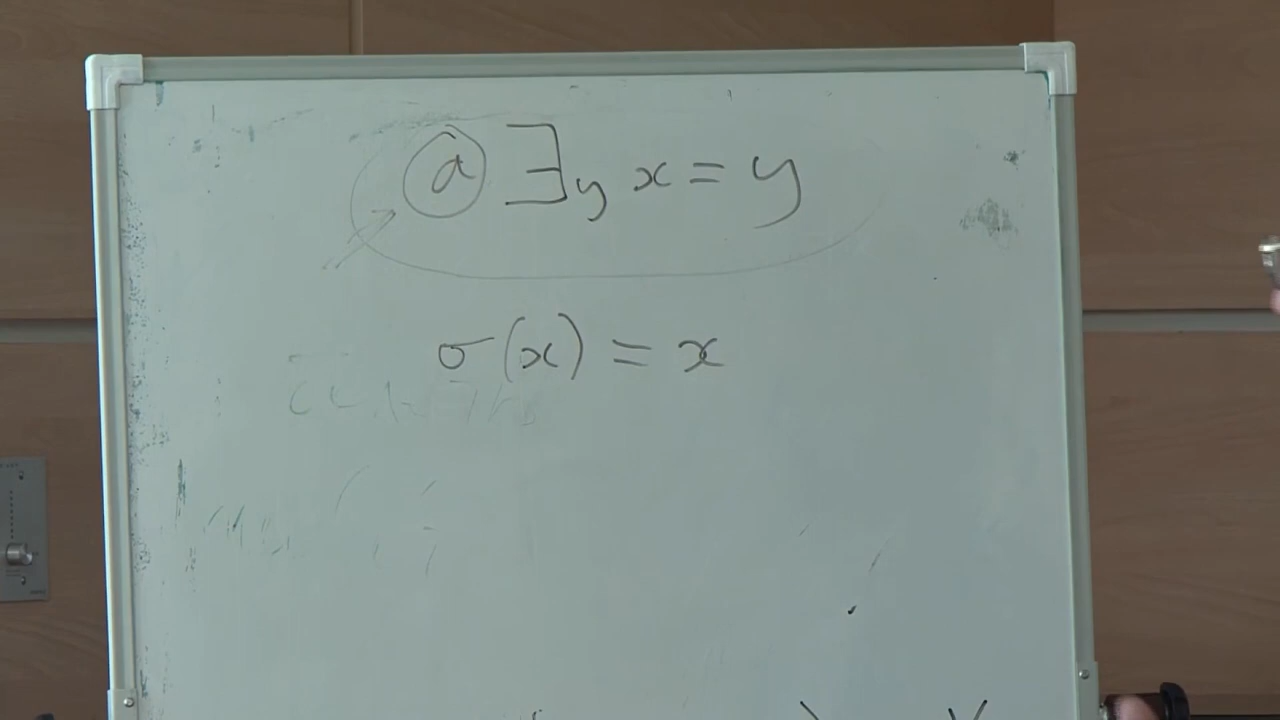 ⓐ ∃y x = y
σ(x) = x